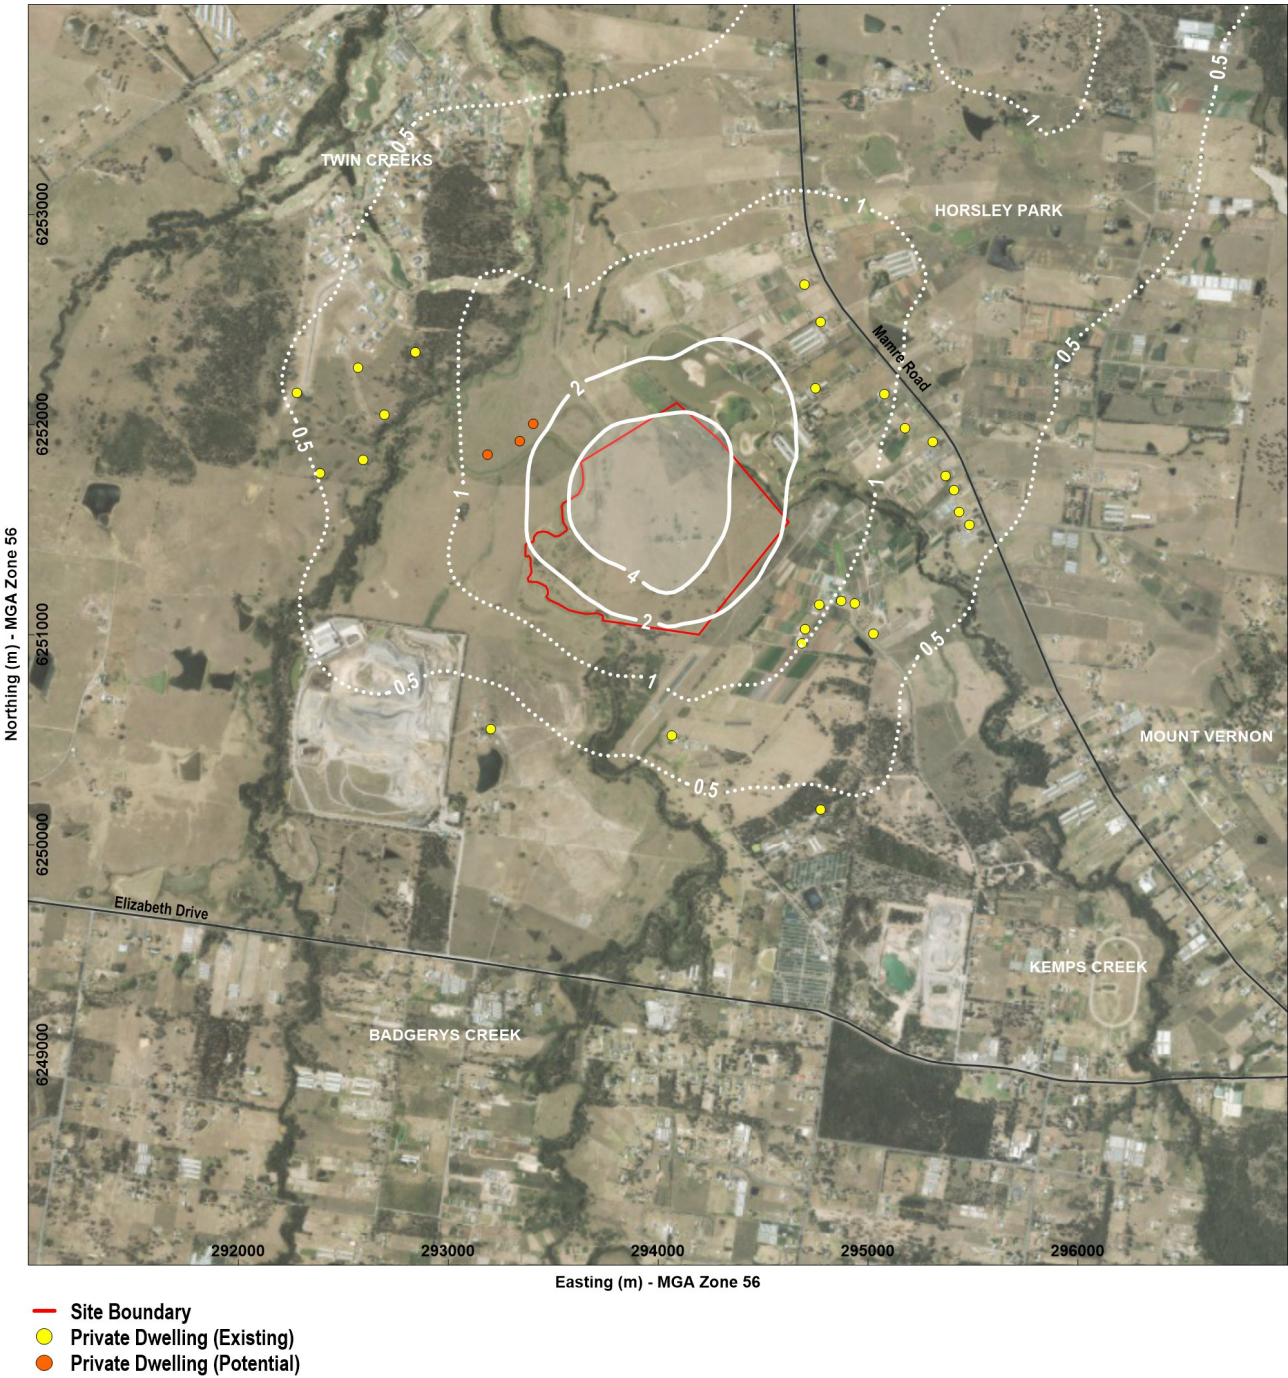 0.5
1
0.5
TWIN CREEKS
1
HORSLEY PARK
1
Mamre Road
0.5
2
0.5
1
1
4
2
0.5
1
0.5
MOUNT VERNON
0.5
Elizabeth Drive
KEMPS CREEK
BADGERYS CREEK
6253000
6252000
6251000
6250000
6249000
Northing (m) - MGA Zone 56
292000 293000 294000 295000 296000
Easting (m) - MGA Zone 56
Site Boundary
Private Dwelling (Existing)
Private Dwelling (Potential)